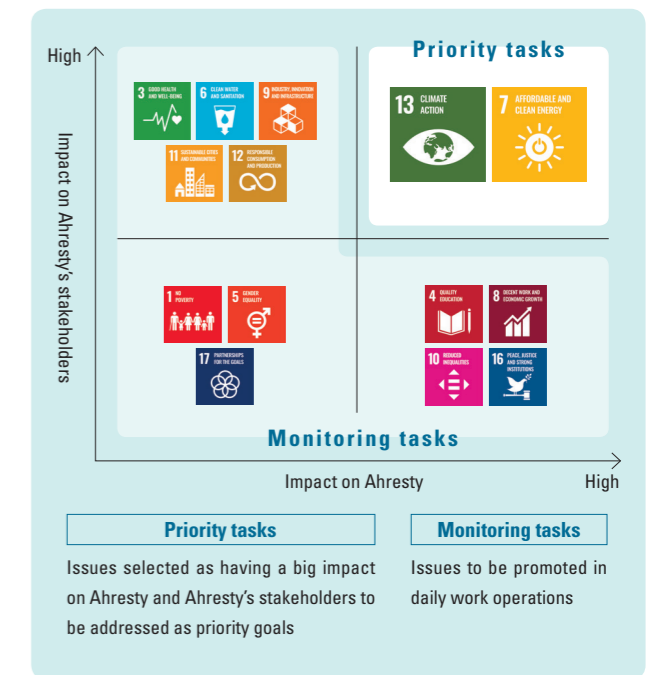 High
Priority tasks
3 GOOD HEALTH
AND WELL-BEING
6 CLEAN WATER
AND SANITATION
9 INDUSTRY, INNOVATION
AND INFRASTRUCTURE
11 SUSTAINABLE CITIES
AND COMMUNITIES
12 RESPONSIBLE
CONSUMPTION
AND PRODUCTION
13 CLIMATE
ACTION
7 AFFORDABLE AND
CLEAN ENERGY
Impact on Ahresty's stakeholders
1 NO
POVERTY
5 GENDER
EQUALITY
17 PARTNERSHIPS
FOR THE GOALS
4 QUALITY
EDUCATION
8 DECENT WORK AND
ECONOMIC GROWTH
10 REDUCED
INEQUALITIES
16 PEACE, JUSTICE
AND STRONG
INSTITUTIONS
Monitoring tasks
Impact on Ahresty
High
Priority tasks
Issues selected as having a big impact
on Ahresty and Ahresty's stakeholders to
be addressed as priority goals
Monitoring tasks
Issues to be promoted in
daily work operations